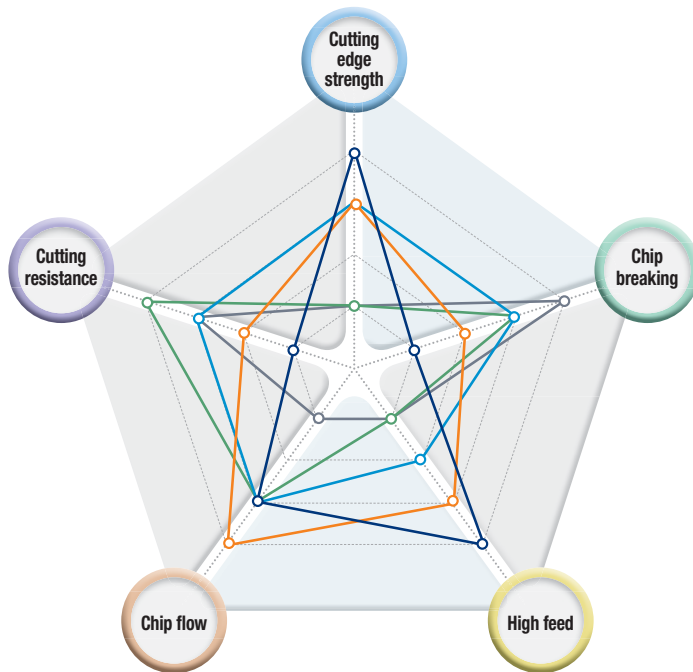 Cutting
edge
strength
Cutting
resistance
Chip
breaking
Chip flow
High feed